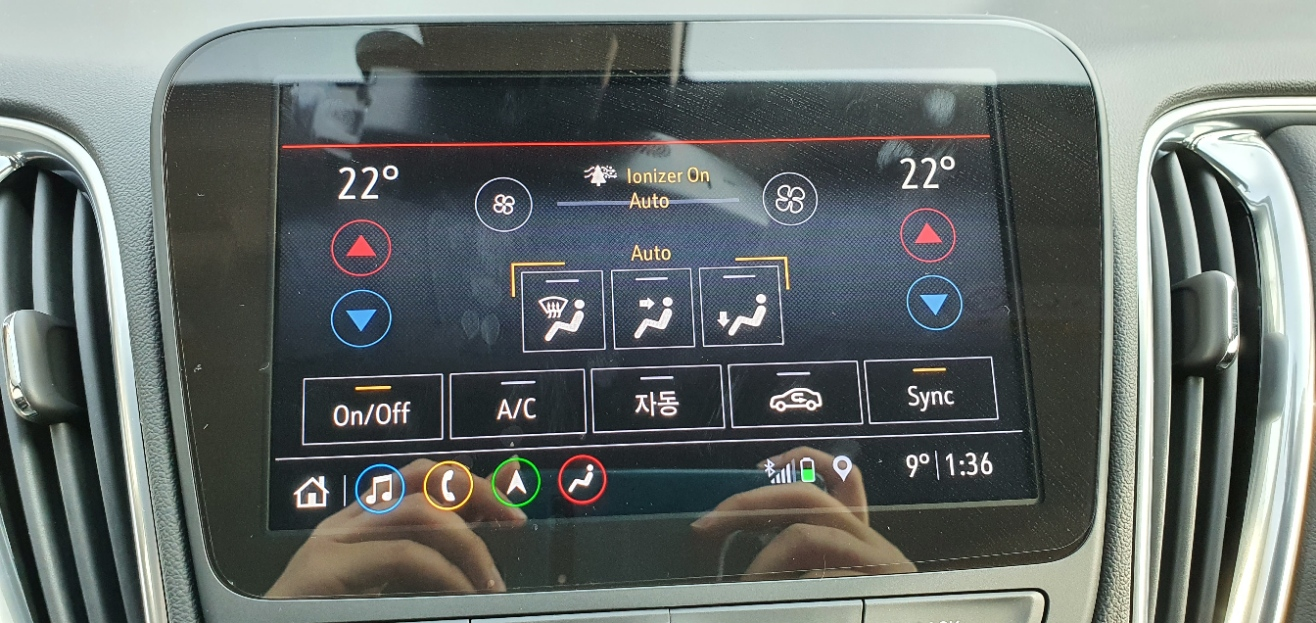 22° Ionizer On 22°
Auto
Auto
On/Off A/C 자동 Sync
9° 1:36